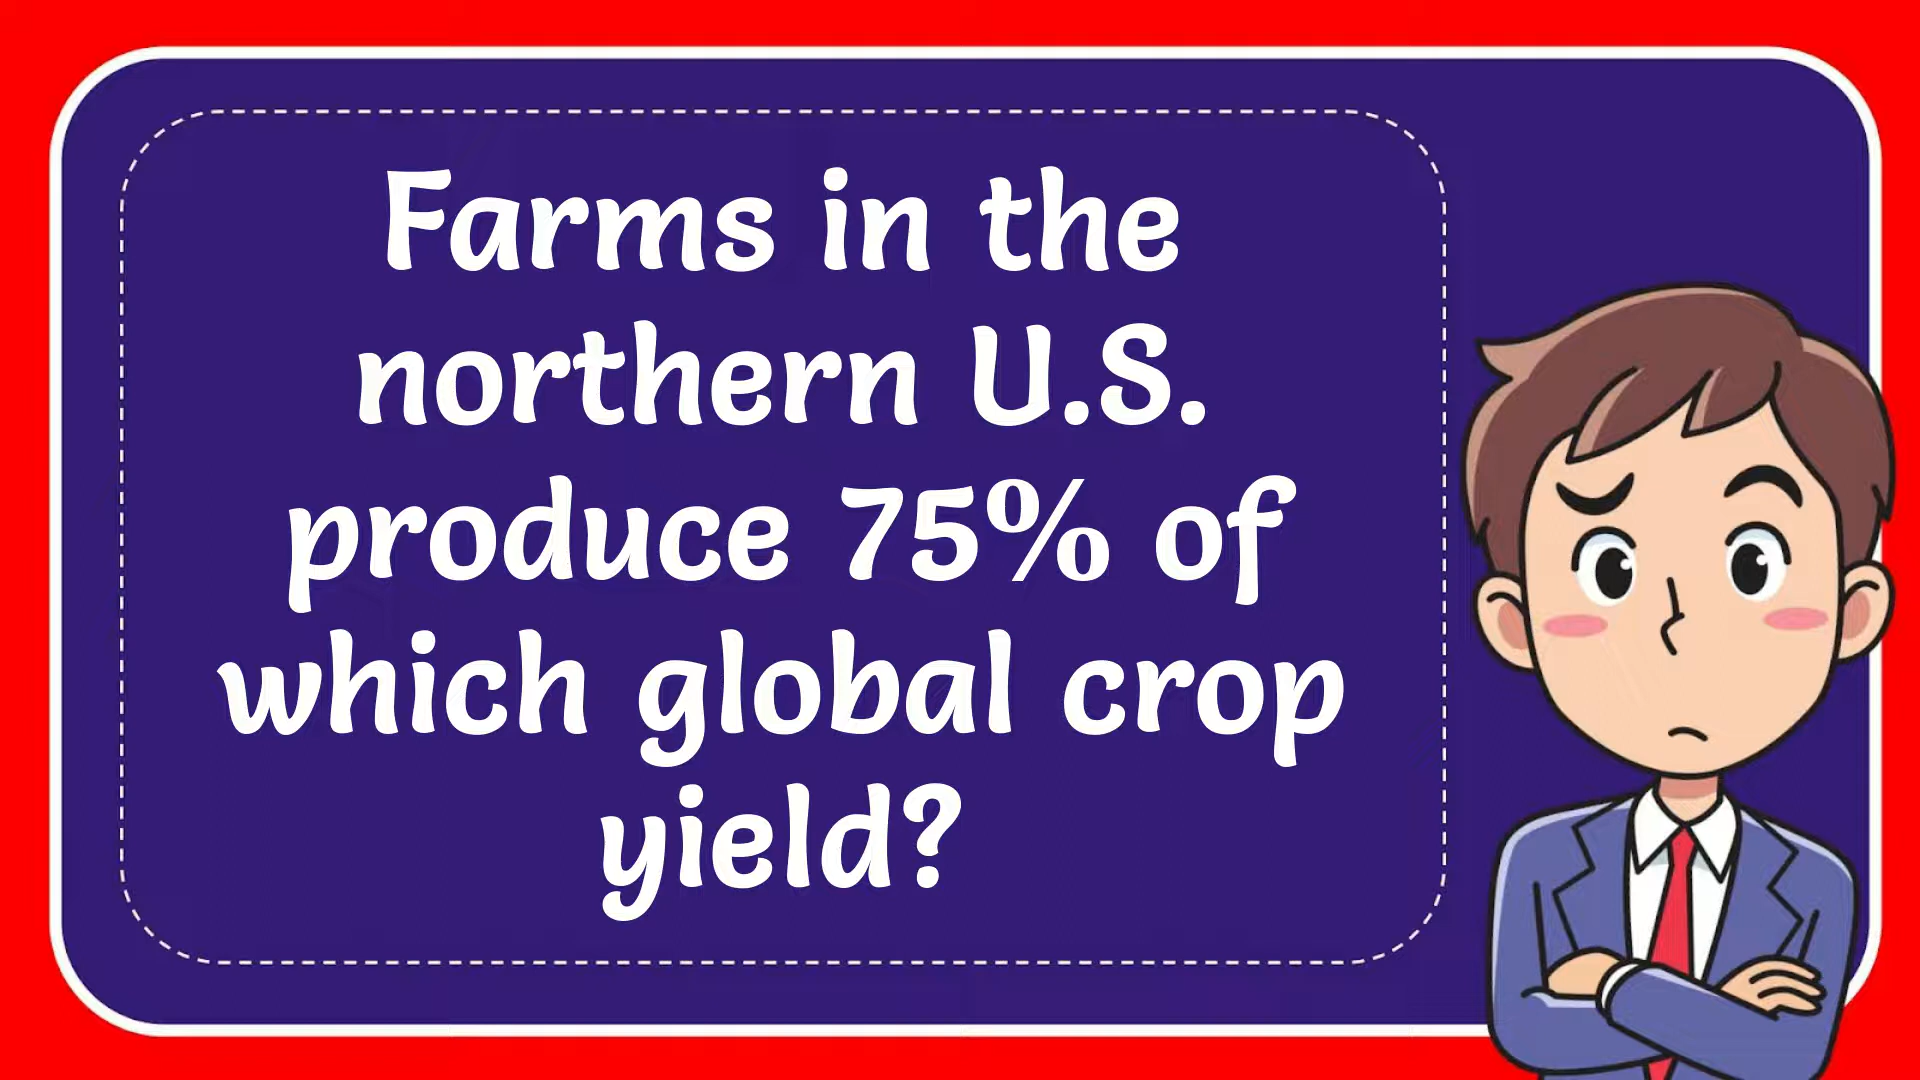 Farms in the
northern U.S.
produce 75% of
which global crop
yield?